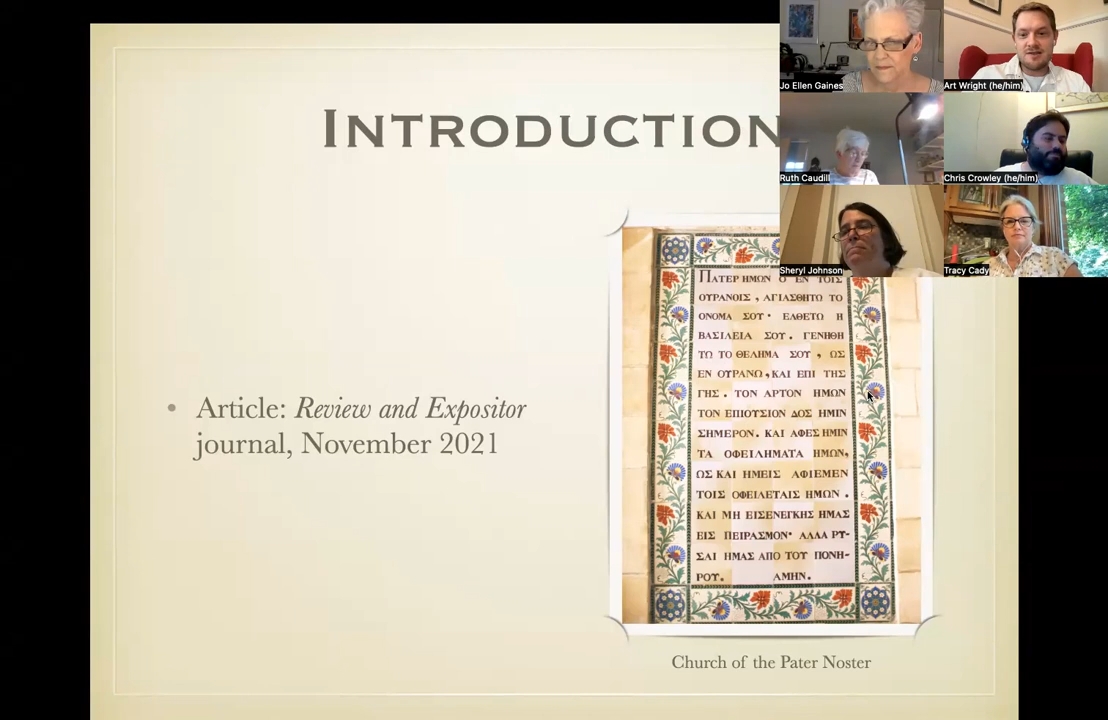 INTRODUCTION
Jo Ellen Gaines
Art Wright (he/him)
Ruth Caudill
Chris Crowley (he/him)
Sheryl Johnson
Tracy Cady
• Article: Review and Expositor
journal, November 2021
ΠΑΤΕΡ ΗΜΩΝ Ο ΕΝ ΤΟΙΣ
ΟΥΡΑΝΟΙΣ , ΑΓΙΑΣΘΗΤΩ ΤΟ
ΟΝΟΜΑ ΣΟΥ· ΕΛΘΕΤΩ Η
ΒΑΣΙΛΕΙΑ ΣΟΥ. ΓΕΝΗΘΗ
ΤΩ ΤΟ ΘΕΛΗΜΑ ΣΟΥ , ΩΣ
ΕΝ ΟΥΡΑΝΩ, ΚΑΙ ΕΠΙ ΤΗΣ
ΓΗΣ. ΤΟΝ ΑΡΤΟΝ ΗΜΩΝ
ΤΟΝ ΕΠΙΟΥΣΙΟΝ ΔΟΣ ΗΜΙΝ
ΣΗΜΕΡΟΝ. ΚΑΙ ΑΦΕΣ ΗΜΙΝ
ΤΑ ΟΦΕΙΛΗΜΑΤΑ ΗΜΩΝ,
ΩΣ ΚΑΙ ΗΜΕΙΣ ΑΦΙΕΜΕΝ
ΤΟΙΣ ΟΦΕΙΛΕΤΑΙΣ ΗΜΩΝ .
ΚΑΙ ΜΗ ΕΙΣΕΝΕΓΚΗΣ ΗΜΑΣ
ΕΙΣ ΠΕΙΡΑΣΜΟΝ· ΑΛΛΑ ΡΥ-
ΣΑΙ ΗΜΑΣ ΑΠΟ ΤΟΥ ΠΟΝΗ-
ΡΟΥ. ΑΜΗΝ.
Church of the Pater Noster